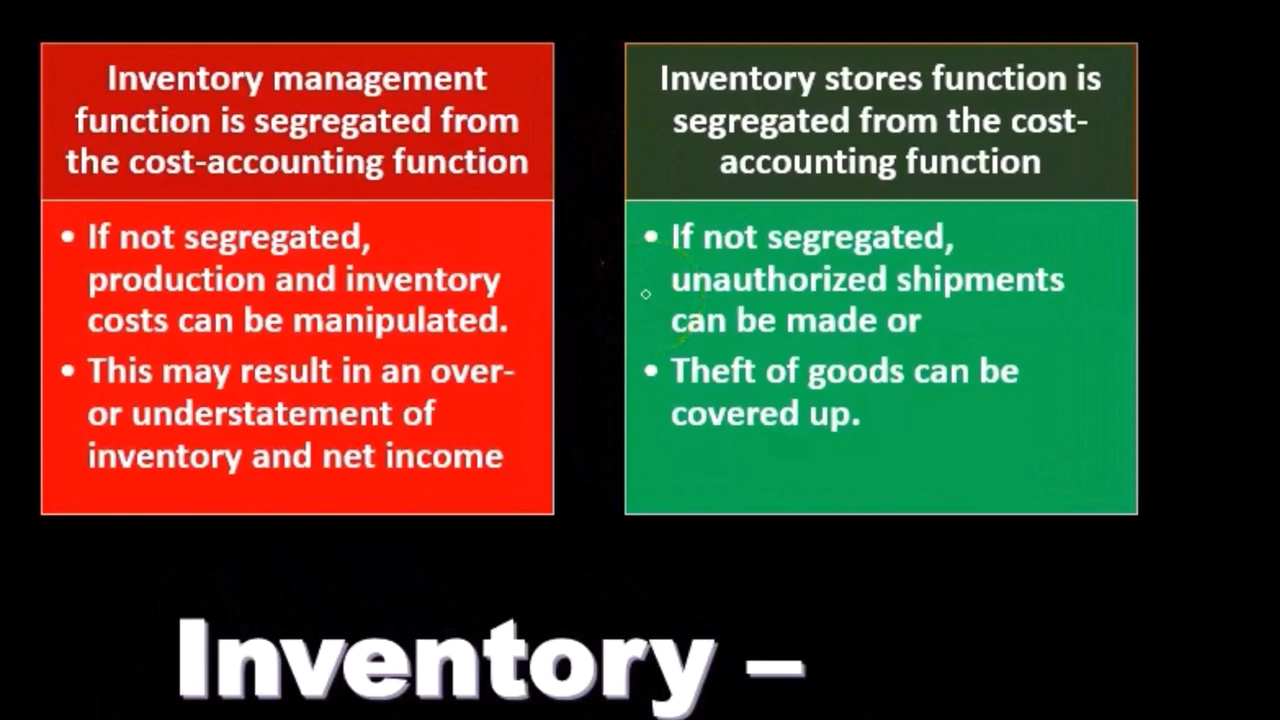 Inventory management
function is segregated from
the cost-accounting function
• If not segregated,
production and inventory
costs can be manipulated.
• This may result in an over-
or understatement of
inventory and net income
Inventory stores function is
segregated from the cost-
accounting function
• If not segregated,
unauthorized shipments
can be made or
• Theft of goods can be
covered up.
Inventory –